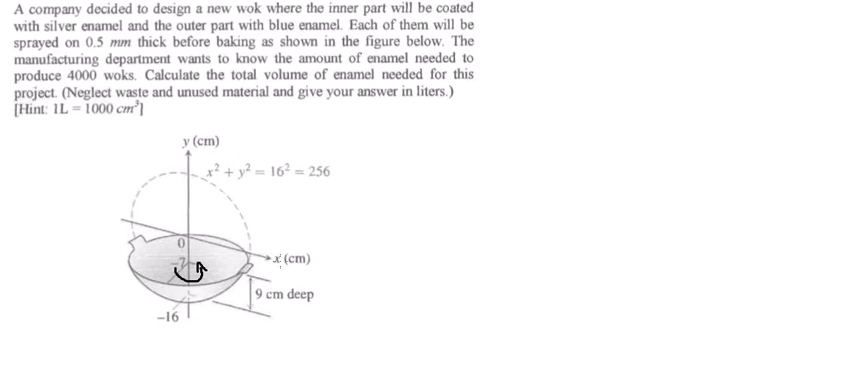 A company decided to design a new wok where the inner part will be coated
with silver enamel and the outer part with blue enamel. Each of them will be
sprayed on 0.5 mm thick before baking as shown in the figure below. The
manufacturing department wants to know the amount of enamel needed to
produce 4000 woks. Calculate the total volume of enamel needed for this
project. (Neglect waste and unused material and give your answer in liters.)
[Hint: 1L = 1000 cm³]
y (cm)
x² + y² = 16² = 256
0
x (cm)
-7
9 cm deep
-16